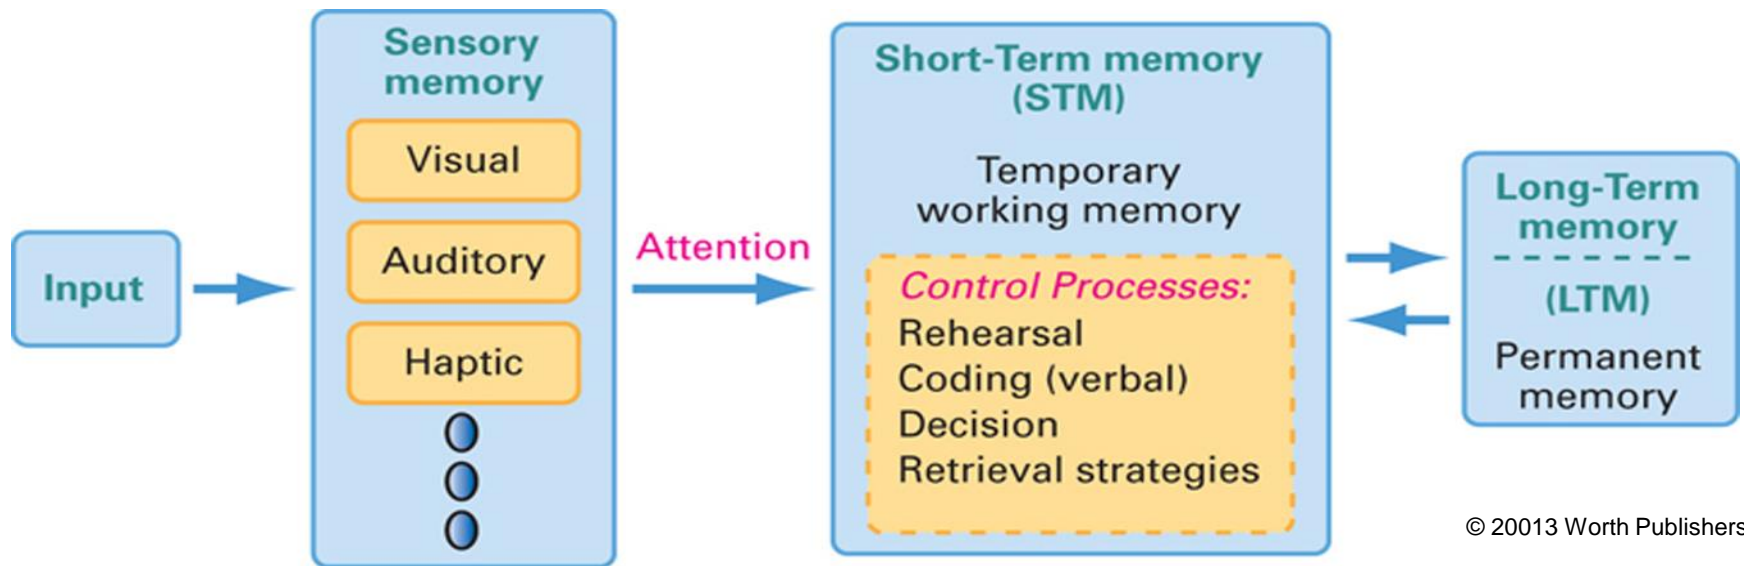 Input
Sensory
memory
Visual
Auditory
Haptic
Attention
Short-Term memory
(STM)
Temporary
working memory
Control Processes:
Rehearsal
Coding (verbal)
Decision
Retrieval strategies
Long-Term
memory
(LTM)
Permanent
memory
© 20013 Worth Publishers